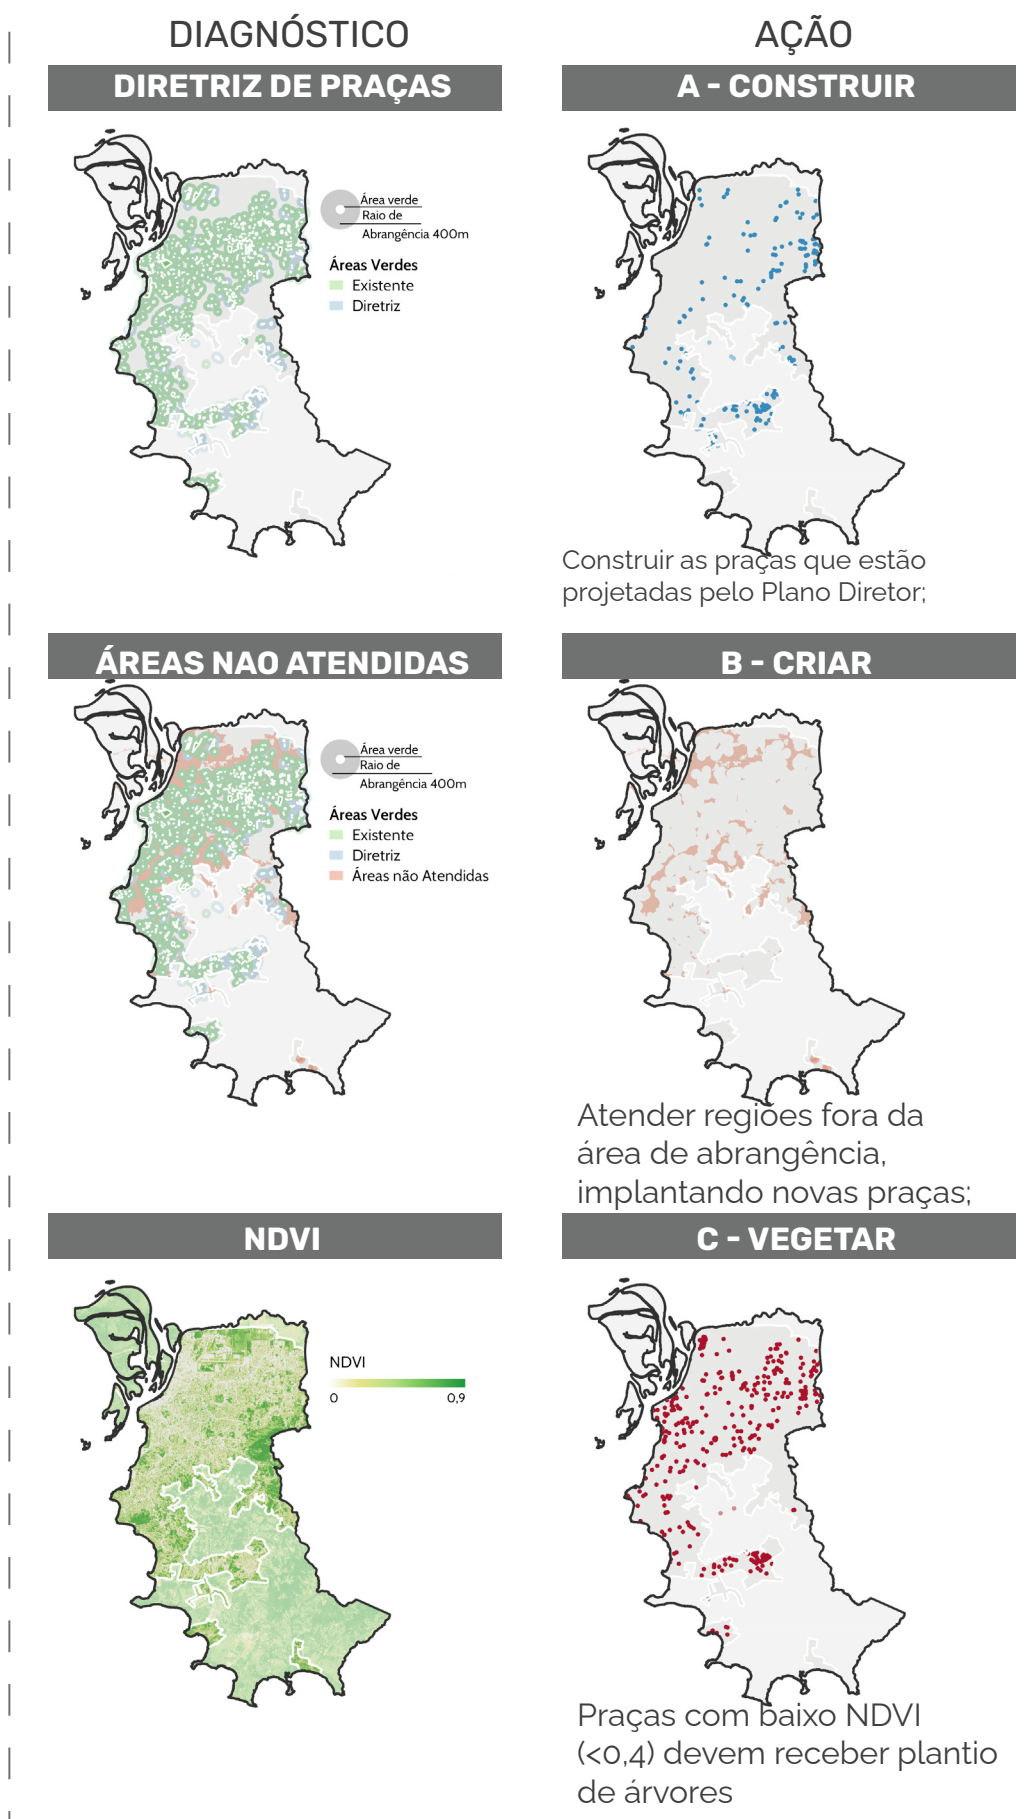 DIAGNÓSTICO
AÇÃO
DIRETRIZ DE PRAÇAS
A - CONSTRUIR
Área verde
Raio de
Abrangência 400m
Áreas Verdes
Existente
Diretriz
Construir as praças que estão
projetadas pelo Plano Diretor;
ÁREAS NAO ATENDIDAS
B - CRIAR
Área verde
Raio de
Abrangência 400m
Áreas Verdes
Existente
Diretriz
Áreas não Atendidas
Atender regiões fora da
área de abrangência,
implantando novas praças;
NDVI
C - VEGETAR
NDVI
0 0,9
Praças com baixo NDVI
(<0,4) devem receber plantio
de árvores